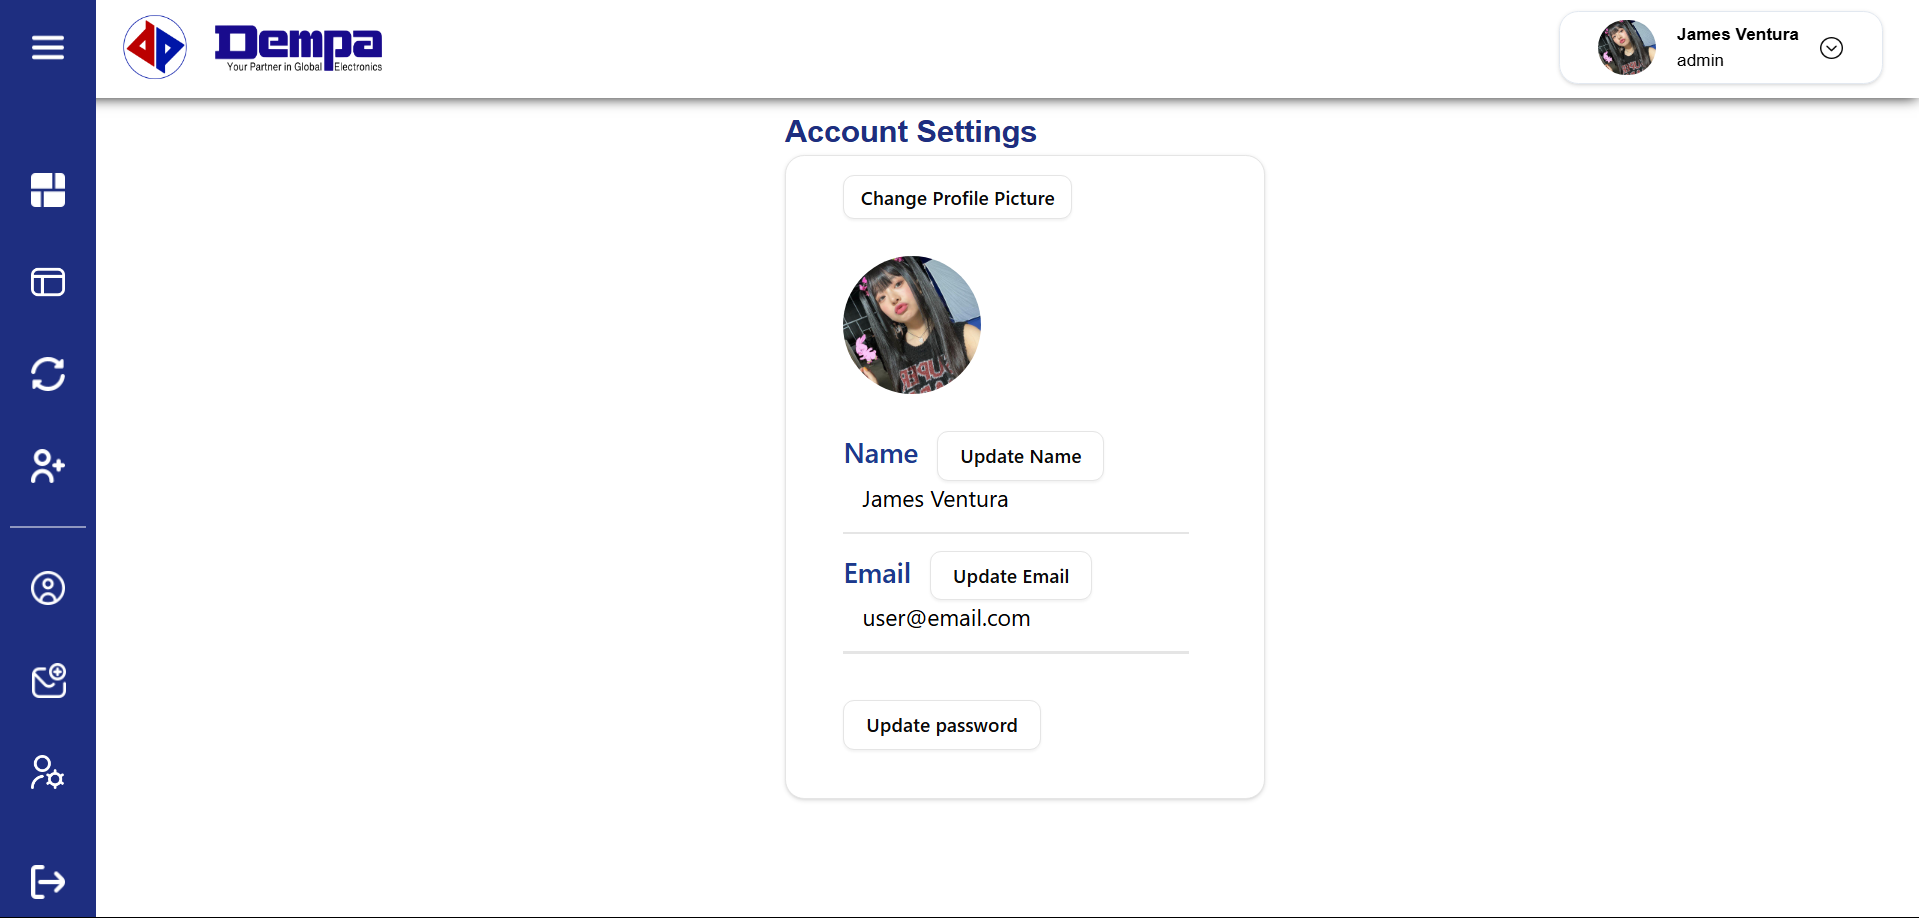 Dempa
Your Partner in Global Electronics
James Ventura
admin
Account Settings
Change Profile Picture
Name
Update Name
James Ventura
Email
Update Email
user@email.com
Update password